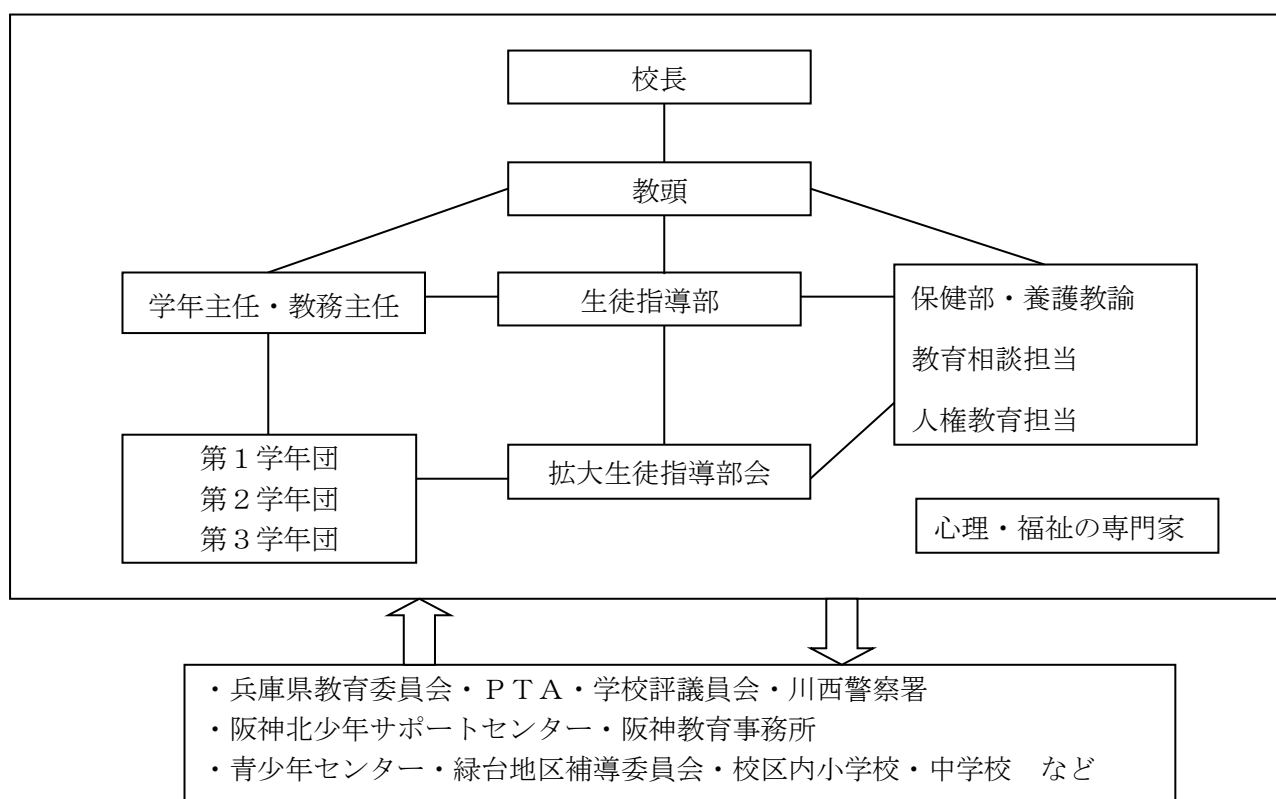 校長
教頭
学年主任・教務主任
生徒指導部
保健部・養護教諭
教育相談担当
人権教育担当
第１学年団
第２学年団
第３学年団
拡大生徒指導部会
心理・福祉の専門家
・兵庫県教育委員会・ＰＴＡ・学校評議員会・川西警察署
・阪神北少年サポートセンター・阪神教育事務所
・青少年センター・緑台地区補導委員会・校区内小学校・中学校　など